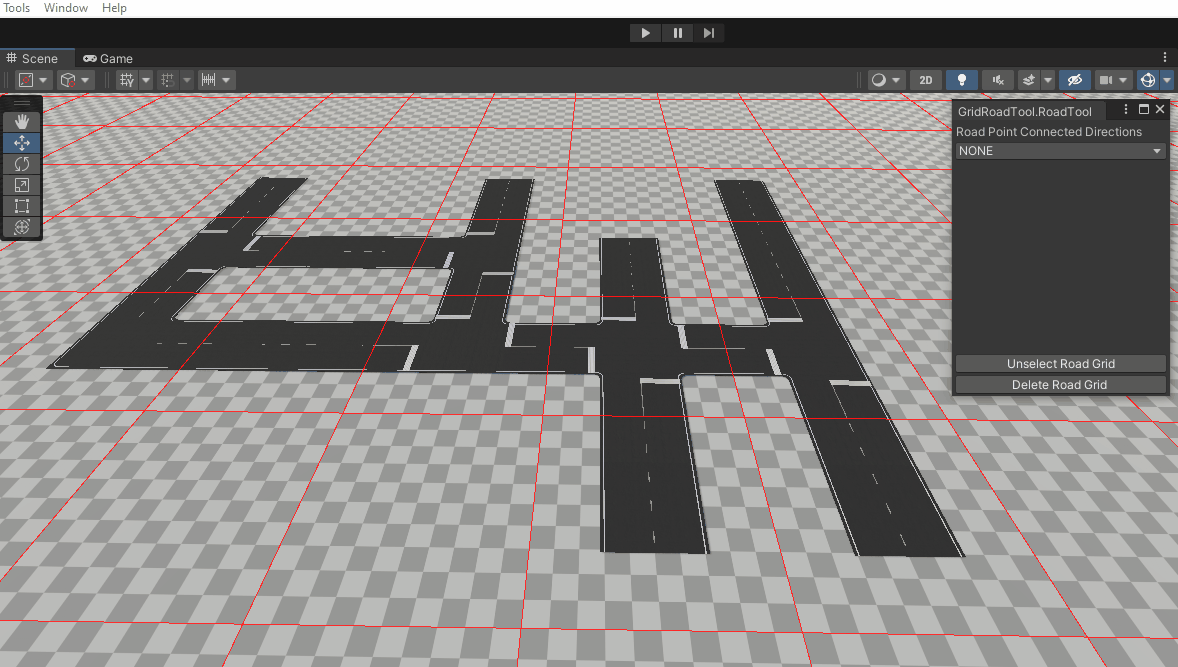 Tools Window Help
Scene Game
2D
GridRoadTool.RoadTool
Road Point Connected Directions
NONE
Unselect Road Grid
Delete Road Grid